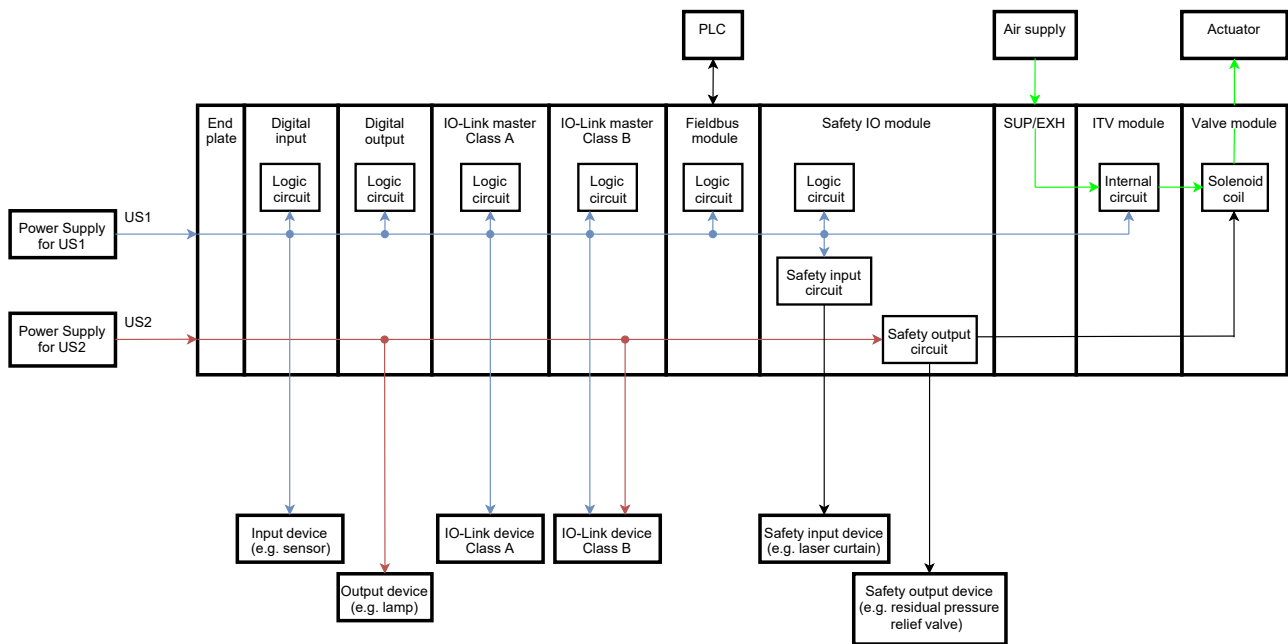 PLC
Air supply
Actuator
End
plate
Digital
input
Digital
output
IO-Link master
Class A
IO-Link master
Class B
Fieldbus
module
Safety IO module
SUP/EXH
ITV module
Valve module
Logic
circuit
Logic
circuit
Logic
circuit
Logic
circuit
Logic
circuit
Logic
circuit
Internal
circuit
Solenoid
coil
US1
Power Supply
for US1
Safety input
circuit
US2
Power Supply
for US2
Safety output
circuit
Input device
(e.g. sensor)
IO-Link device
Class A
IO-Link device
Class B
Safety input device
(e.g. laser curtain)
Output device
(e.g. lamp)
Safety output device
(e.g. residual pressure
relief valve)